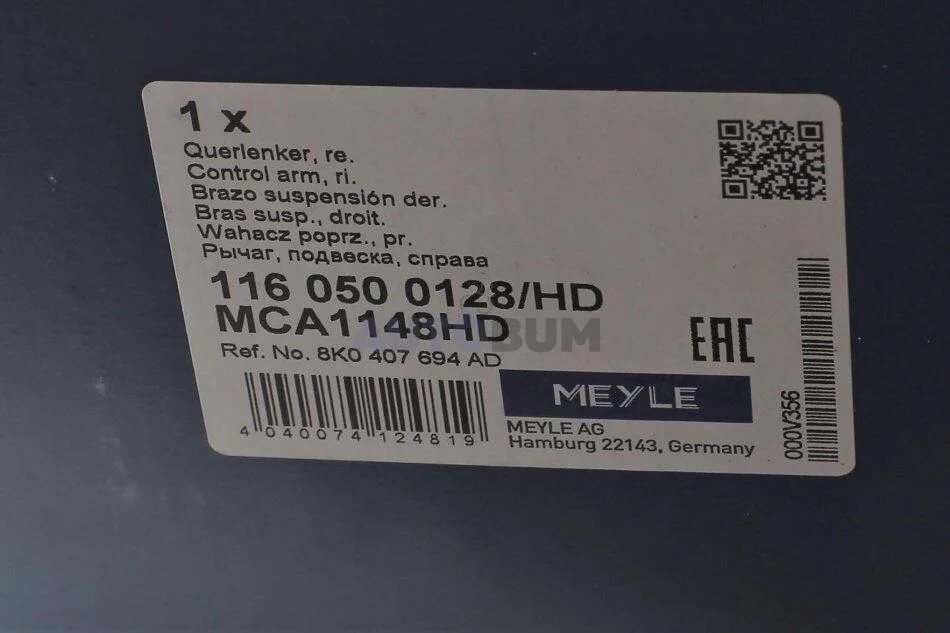 1 x
Querlenker, re.
Control arm, ri.
Brazo suspensión der.
Bras susp., droit.
Wahacz poprz., pr.
Рычаг, подвеска, справа
116 050 0128/HD
MCA1148HD
AUTOBUM
Ref. No. 8K0 407 694 AD
EAC
4 040074 124819
MEYLE
MEYLE AG
Hamburg 22143, Germany
000V356